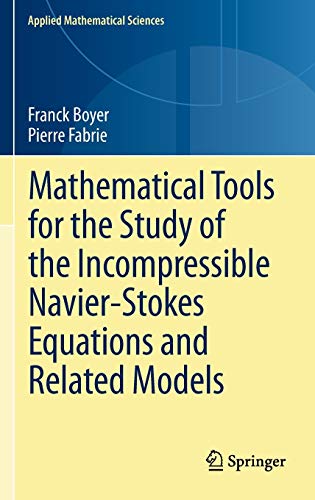 Applied Mathematical Sciences
Franck Boyer
Pierre Fabrie
Mathematical Tools
for the Study of
the Incompressible
Navier-Stokes
Equations and
Related Models
Springer